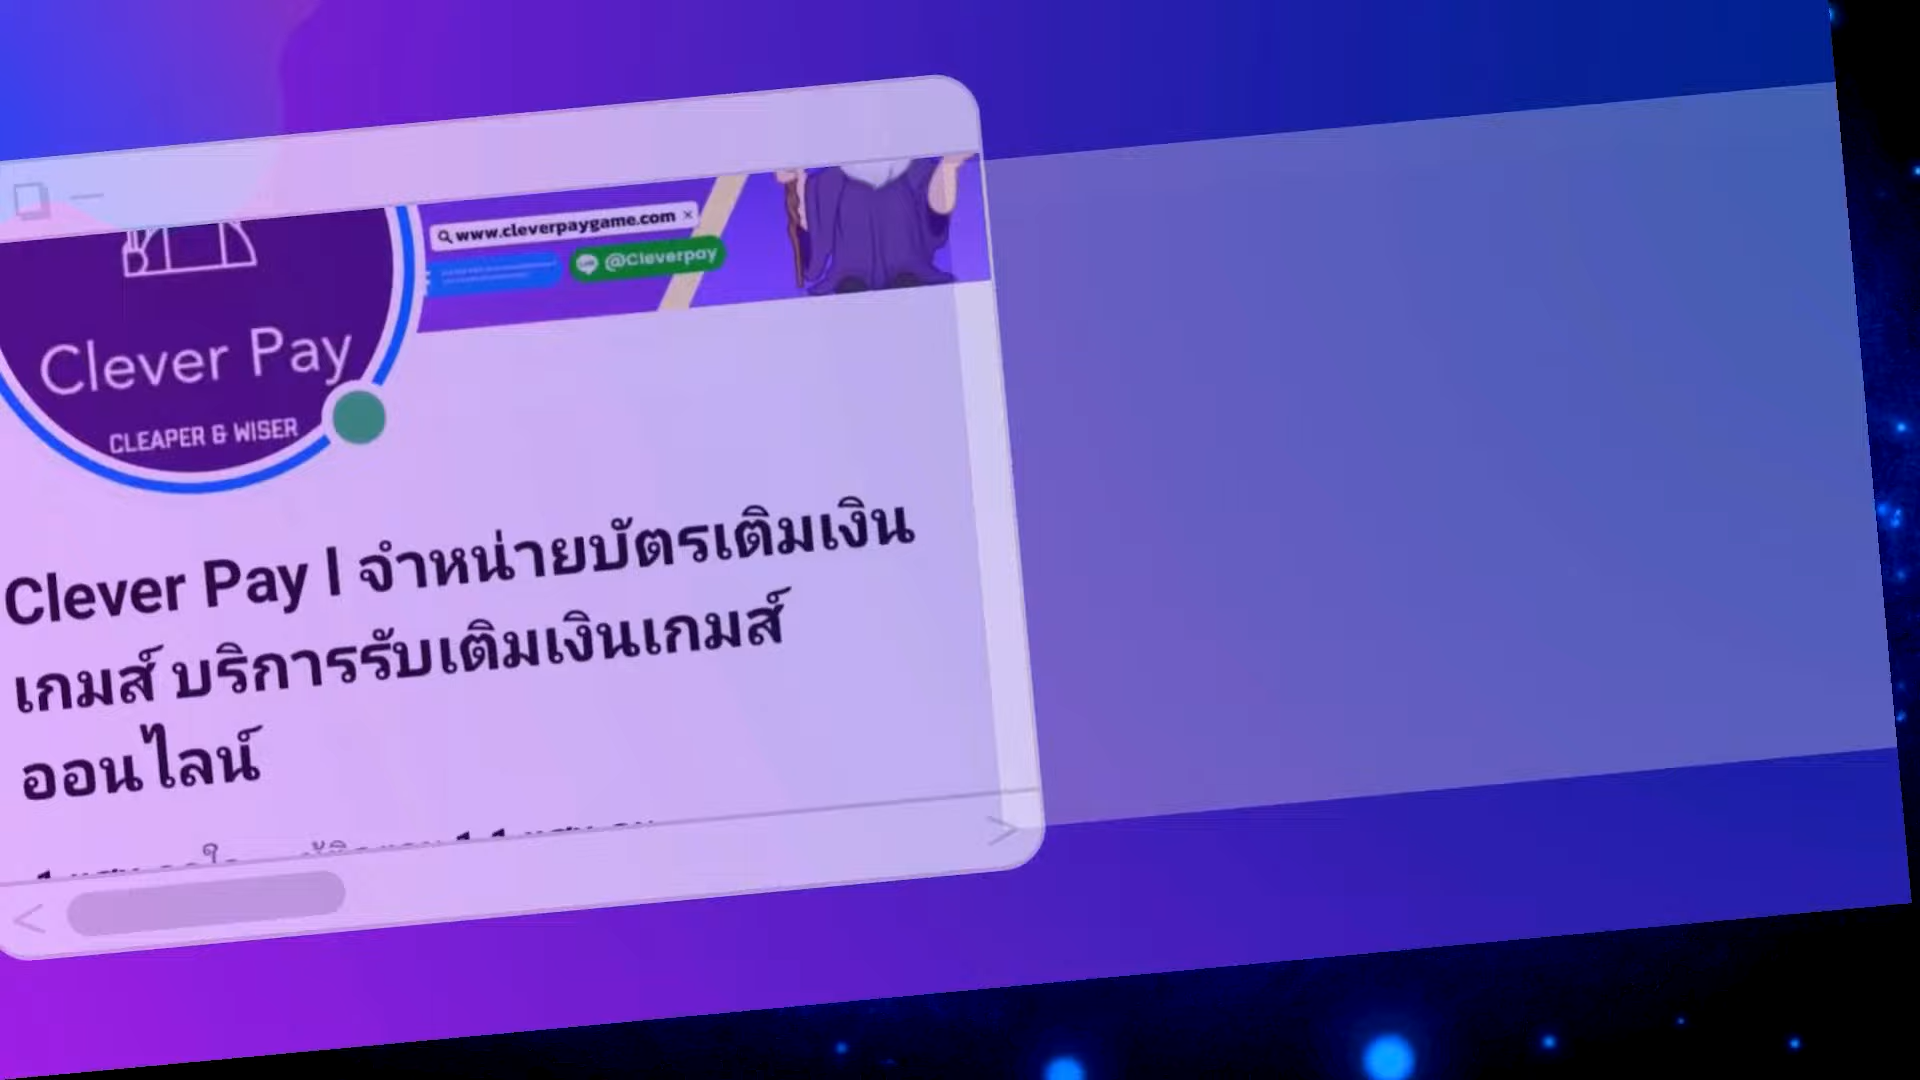 www.cleverpaygame.com
@Cleverpay
Clever Pay
CLEAPER & WISER
Clever Pay l จำหน่ายบัตรเติมเงิน
เกมส์ บริการรับเติมเงินเกมส์
ออนไลน์